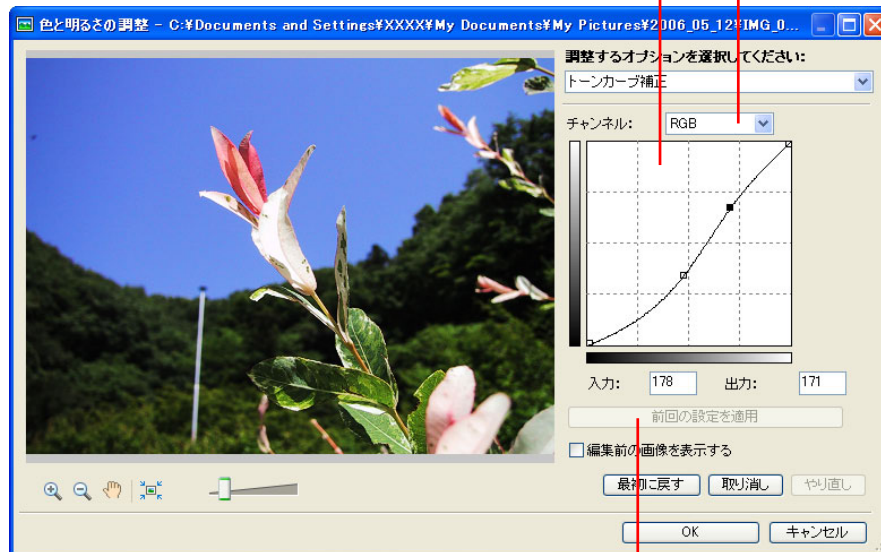 色と明るさの調整 - C:¥Documents and Settings¥XXXX¥My Documents¥My Pictures¥2006_05_12¥IMG_0...
調整するオプションを選択してください:
トーンカーブ補正
チャンネル: RGB
入力: 178 出力: 171
前回の設定を適用
編集前の画像を表示する
最初に戻す 取り消し やり直し
OK キャンセル